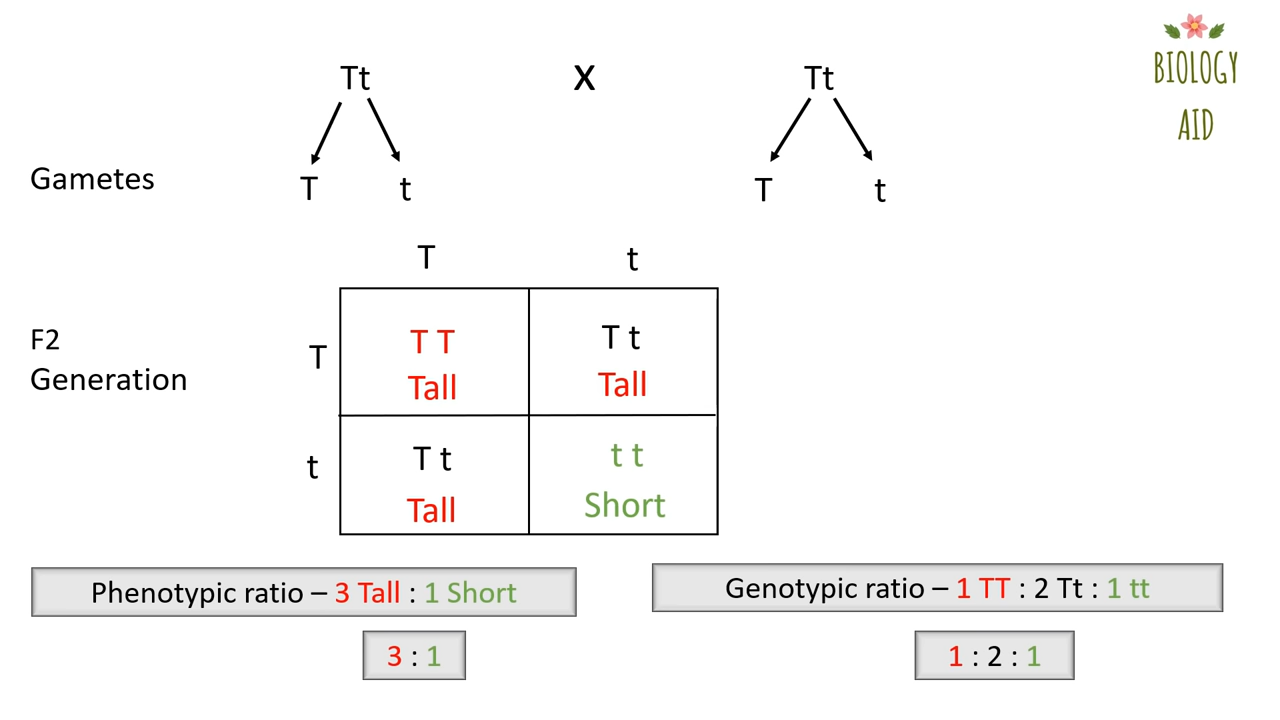 BIOLOGY
AID
Tt X Tt
Gametes
T t T t
T t
F2
Generation
T
T T
Tall
T t
Tall
t
T t
Tall
t t
Short
Phenotypic ratio – 3 Tall : 1 Short
Genotypic ratio – 1 TT : 2 Tt : 1 tt
3 : 1
1 : 2 : 1